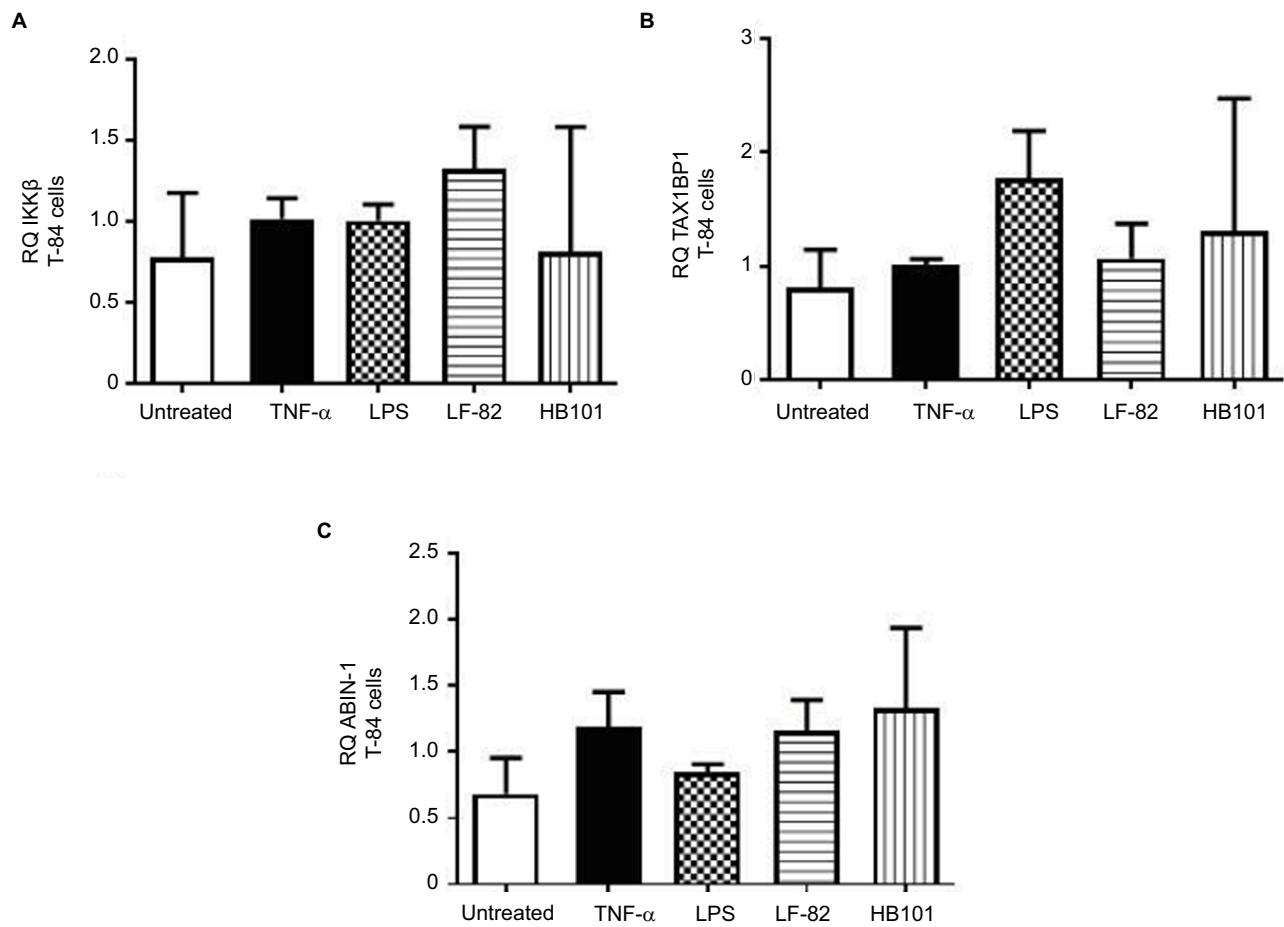 A
RQ IKKβ
T-84 cells
2.0
1.5
1.0
0.5
0
Untreated TNF-α LPS LF-82 HB101
B
RQ TAX1BP1
T-84 cells
3
2
1
0
Untreated TNF-α LPS LF-82 HB101
C
RQ ABIN-1
T-84 cells
2.5
2.0
1.5
1.0
0.5
0
Untreated TNF-α LPS LF-82 HB101